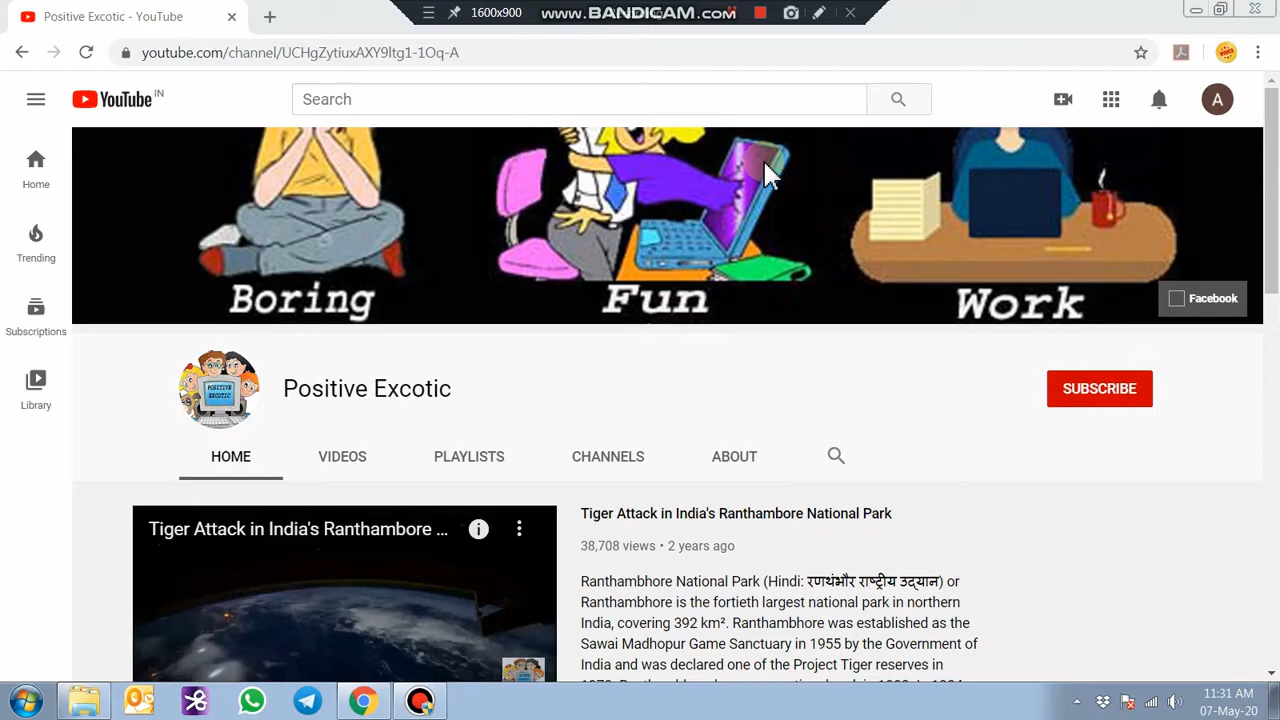 Positive Excotic - YouTube
1600x900
www.BANDICAM.com
youtube.com/channel/UCHgZytiuxAXY9ltg1-1Oq-A
YouTube IN
Search
A
Home
Trending
Subscriptions
Library
Boring
Fun
Work
Facebook
POSITIVE
EXCOTIC
Positive Excotic
SUBSCRIBE
HOME
VIDEOS
PLAYLISTS
CHANNELS
ABOUT
Tiger Attack in India's Ranthambore ...
Tiger Attack in India's Ranthambore National Park
38,708 views • 2 years ago
Ranthambhore National Park (Hindi: रणथंभौर राष्ट्रीय उद्यान) or
Ranthambhore is the fortieth largest national park in northern
India, covering 392 km². Ranthambhore was established as the
Sawai Madhopur Game Sanctuary in 1955 by the Government of
India and was declared one of the Project Tiger reserves in
11:31 AM
07-May-20